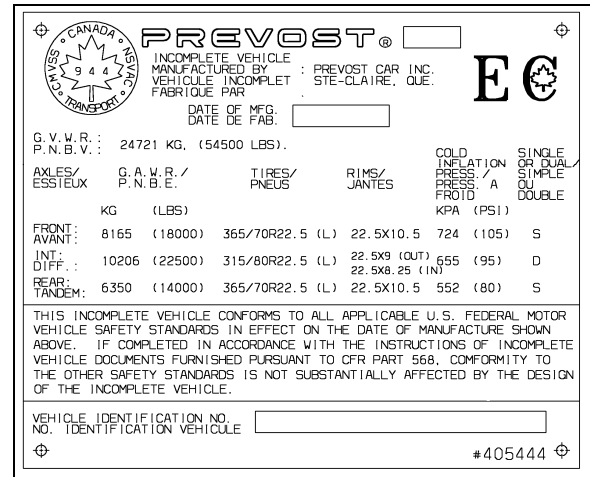 CANADA
CMVSS NSVAC
944
TRANSPORT
PREVOST®
EC
INCOMPLETE VEHICLE
MANUFACTURED BY : PREVOST CAR INC.
VEHICULE INCOMPLET STE-CLAIRE, QUE.
FABRIQUE PAR :
DATE OF MFG.
DATE DE FAB.
G.V.W.R.:
P.N.B.V.: 24721 KG, (54500 LBS).
AXLES/ G.A.W.R./ TIRES/ RIMS/ COLD INFLATION PRESS./ SINGLE OR DUAL/
ESSIEUX P.N.B.E. PNEUS JANTES PRESS. A FROID SIMPLE OU DOUBLE
KG (LBS) KPA (PSI)
FRONT:
AVANT: 8165 (18000) 365/70R22.5 (L) 22.5X10.5 724 (105) S
INT: 22.5X9 (OUT)
DIFF.: 10206 (22500) 315/80R22.5 (L) 22.5X8.25 (IN) 655 (95) D
REAR:
TANDEM: 6350 (14000) 365/70R22.5 (L) 22.5X10.5 552 (80) S
THIS INCOMPLETE VEHICLE CONFORMS TO ALL APPLICABLE U.S. FEDERAL MOTOR
VEHICLE SAFETY STANDARDS IN EFFECT ON THE DATE OF MANUFACTURE SHOWN
ABOVE. IF COMPLETED IN ACCORDANCE WITH THE INSTRUCTIONS OF INCOMPLETE
VEHICLE DOCUMENTS FURNISHED PURSUANT TO CFR PART 568, COMFORMITY TO
THE OTHER SAFETY STANDARDS IS NOT SUBSTANTIALLY AFFECTED BY THE DESIGN
OF THE INCOMPLETE VEHICLE.
VEHICLE IDENTIFICATION NO.
NO. IDENTIFICATION VEHICULE
#405444